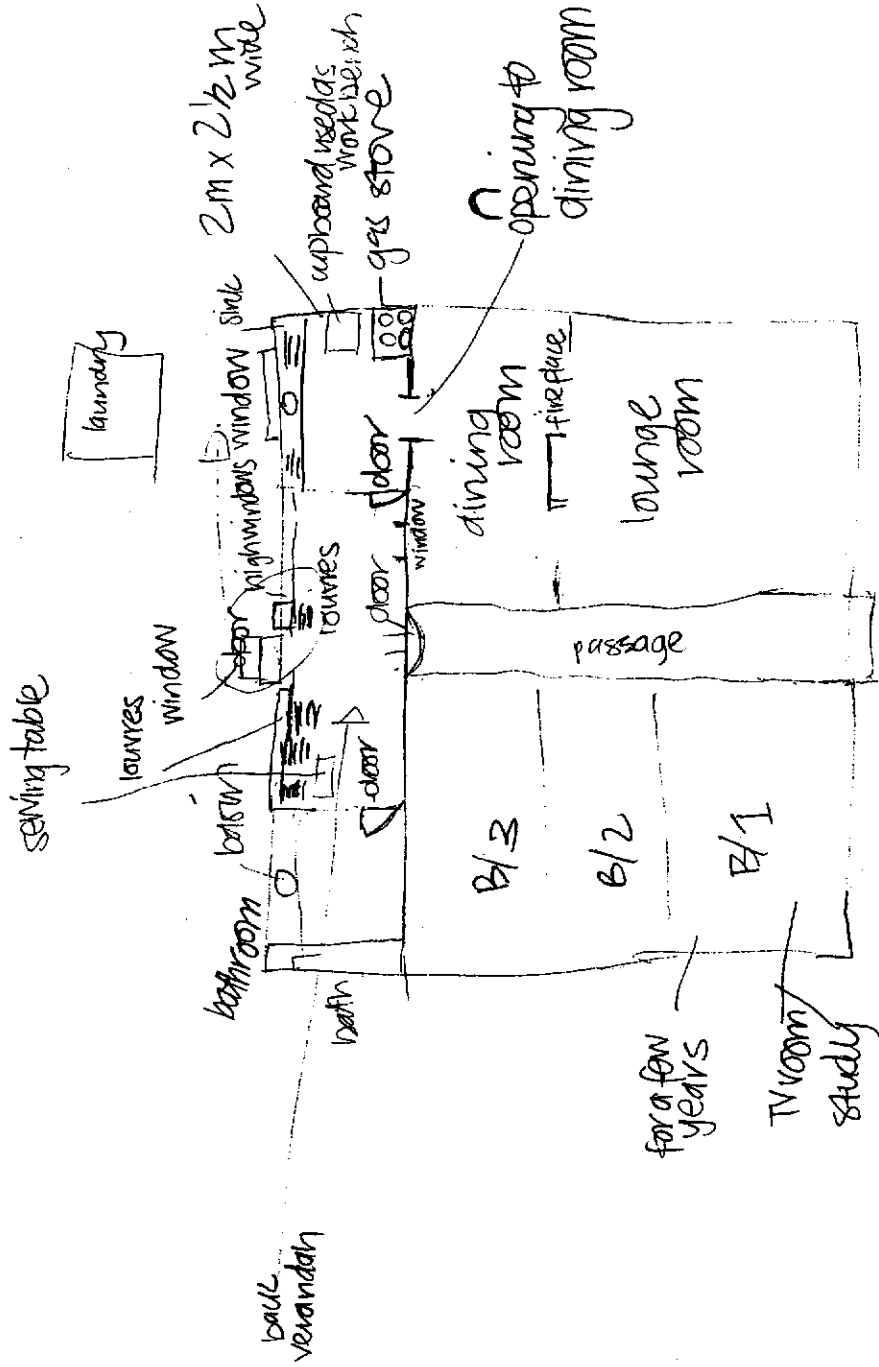 sewing table
laundry
louvres
window
door
high windows
window
sink
2m x 2½ m
wide
cupboard used as
work bench
gas stove
bathroom
basin
louvres
bath
door
door
window
door
opening to
dining room
back
verandah
B/3
B/2
B/1
passage
dining
room
fireplace
lounge
room
for a few
years
TV room
study